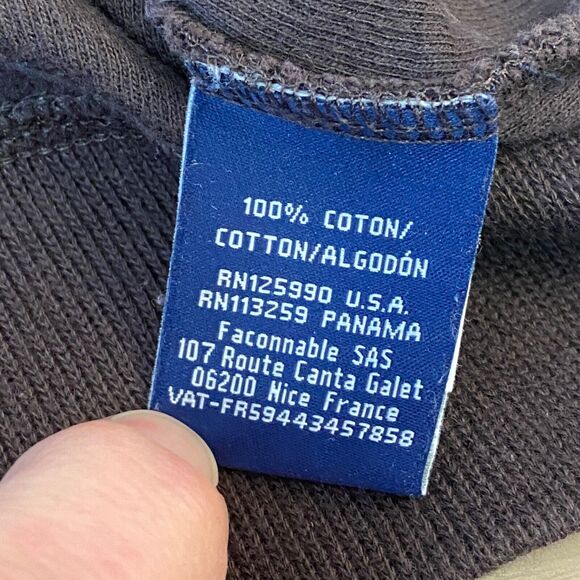 100% COTON/
COTTON/ALGODÓN
RN125990 U.S.A.
RN113259 PANAMA
Faconnable SAS
107 Route Canta Galet
06200 Nice France
VAT-FR59443457858